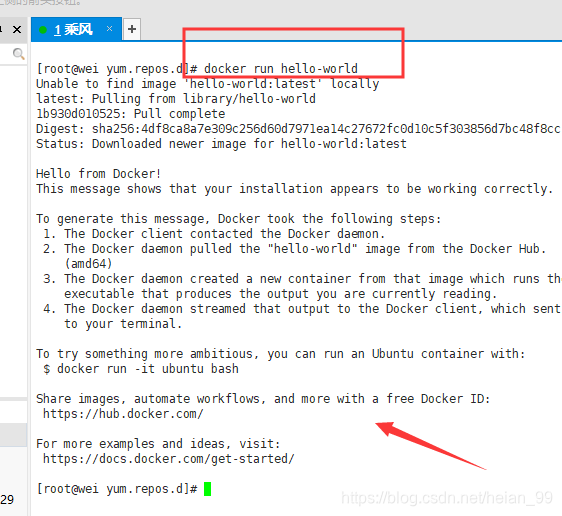 1 乘风
[root@wei yum.repos.d]# docker run hello-world
Unable to find image 'hello-world:latest' locally
latest: Pulling from library/hello-world
1b930d010525: Pull complete
Digest: sha256:4df8ca8a7e309c256d60d7971ea14c27672fc0d10c5f303856d7bc48f8cc
Status: Downloaded newer image for hello-world:latest
Hello from Docker!
This message shows that your installation appears to be working correctly.
To generate this message, Docker took the following steps:
1. The Docker client contacted the Docker daemon.
2. The Docker daemon pulled the "hello-world" image from the Docker Hub.
(amd64)
3. The Docker daemon created a new container from that image which runs the
executable that produces the output you are currently reading.
4. The Docker daemon streamed that output to the Docker client, which sent
to your terminal.
To try something more ambitious, you can run an Ubuntu container with:
$ docker run -it ubuntu bash
Share images, automate workflows, and more with a free Docker ID:
https://hub.docker.com/
For more examples and ideas, visit:
https://docs.docker.com/get-started/
[root@wei yum.repos.d]#
29
https://blog.csdn.net/heian_99